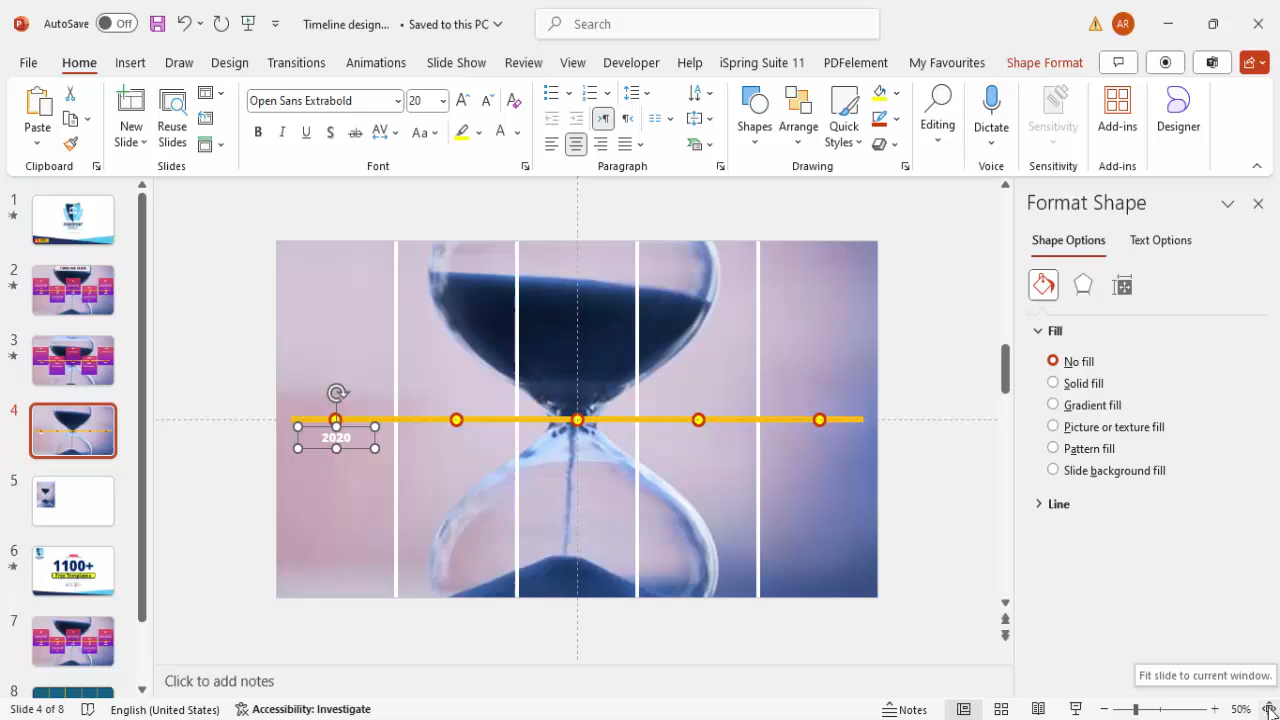 AutoSave Off Timeline design... • Saved to this PC Search AR
File Home Insert Draw Design Transitions Animations Slide Show Review View Developer Help iSpring Suite 11 PDFelement My Favourites Shape Format
Open Sans Extrabold 20
Paste New Slide Reuse Slides Shapes Arrange Quick Styles Editing Dictate Sensitivity Add-ins Designer
Clipboard Slides Font Paragraph Drawing Voice Sensitivity Add-ins
Format Shape
Shape Options Text Options
Fill
No fill
Solid fill
Gradient fill
Picture or texture fill
Pattern fill
Slide background fill
Line
1
2
3
4
5
6
1100+
7
8
2020
Click to add notes
Fit slide to current window.
Slide 4 of 8 English (United States) Accessibility: Investigate Notes 50%